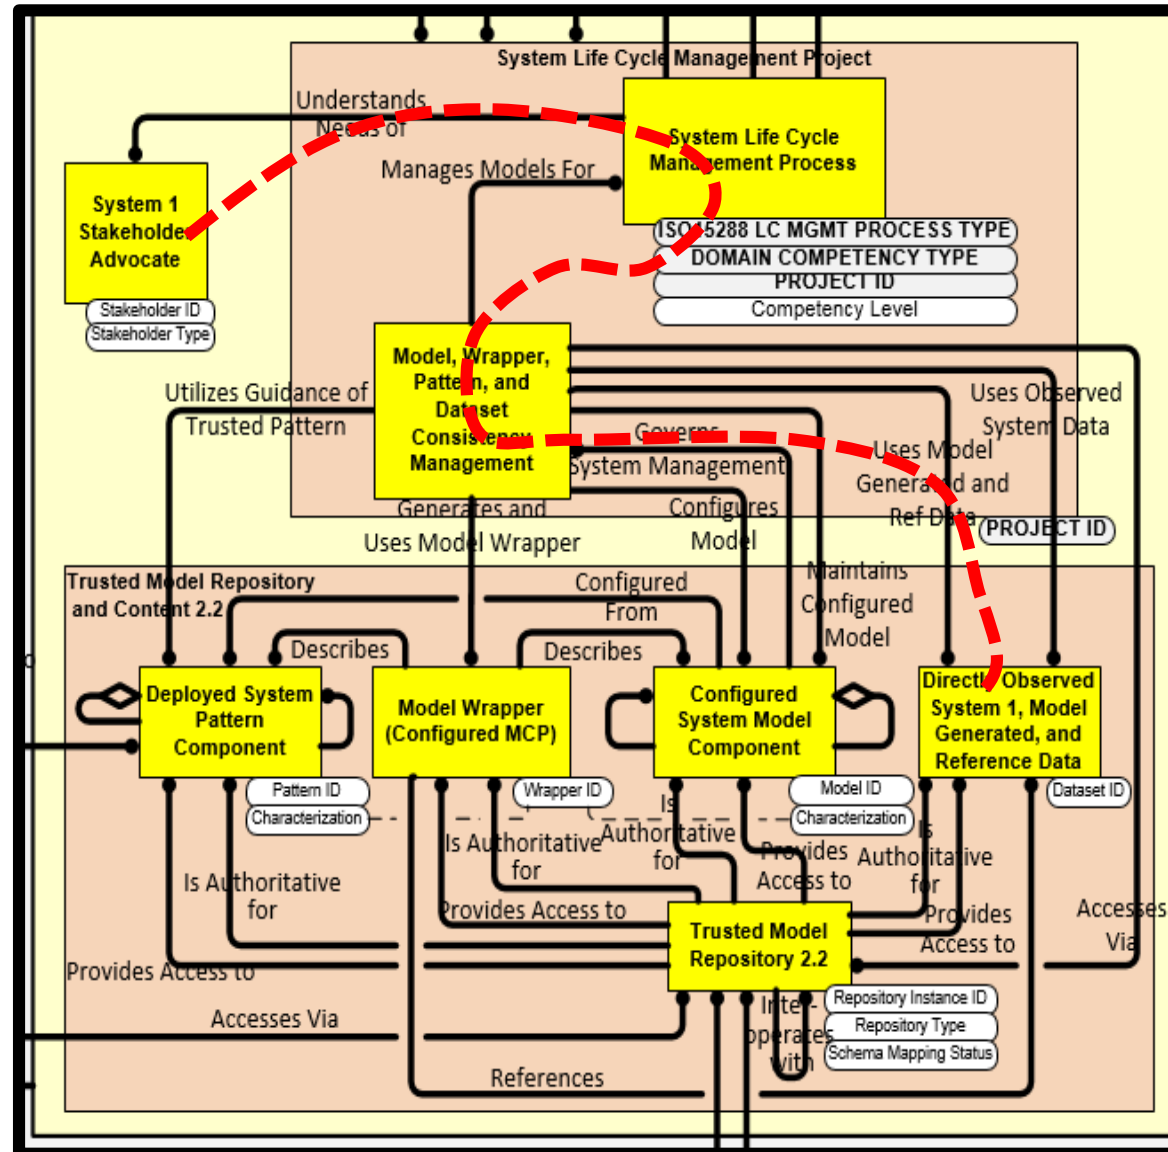 System Life Cycle Management Project
Understands
Needs of
System Life Cycle
Management Process
Manages Models For
System 1
Stakeholder
Advocate
ISO15288 LC MGMT PROCESS TYPE
DOMAIN COMPETENCY TYPE
PROJECT ID
Competency Level
Stakeholder ID
Stakeholder Type
Model, Wrapper,
Pattern, and
Dataset
Consistency
Management
Utilizes Guidance of
Trusted Pattern
Uses Observed
System Data
Governs
System Management
Uses Model
Generated and
Ref Data
Generates and
Uses Model Wrapper
Configures
Model
PROJECT ID
Trusted Model Repository
and Content 2.2
Configured
From
Maintains
Configured
Model
Describes
Describes
Deployed System
Pattern
Component
Model Wrapper
(Configured MCP)
Configured
System Model
Component
Directly Observed
System 1, Model
Generated, and
Reference Data
Pattern ID
Characterization
Wrapper ID
Model ID
Characterization
Dataset ID
Is Authoritative
for
Is Authoritative
for
Is
Authoritative
for
Provides
Access to
Is
Authoritative
for
Provides Access to
Provides Access to
Provides
Access to
Accesses
Via
Trusted Model
Repository 2.2
Repository Instance ID
Repository Type
Schema Mapping Status
Inter-
operates
with
Accesses Via
References